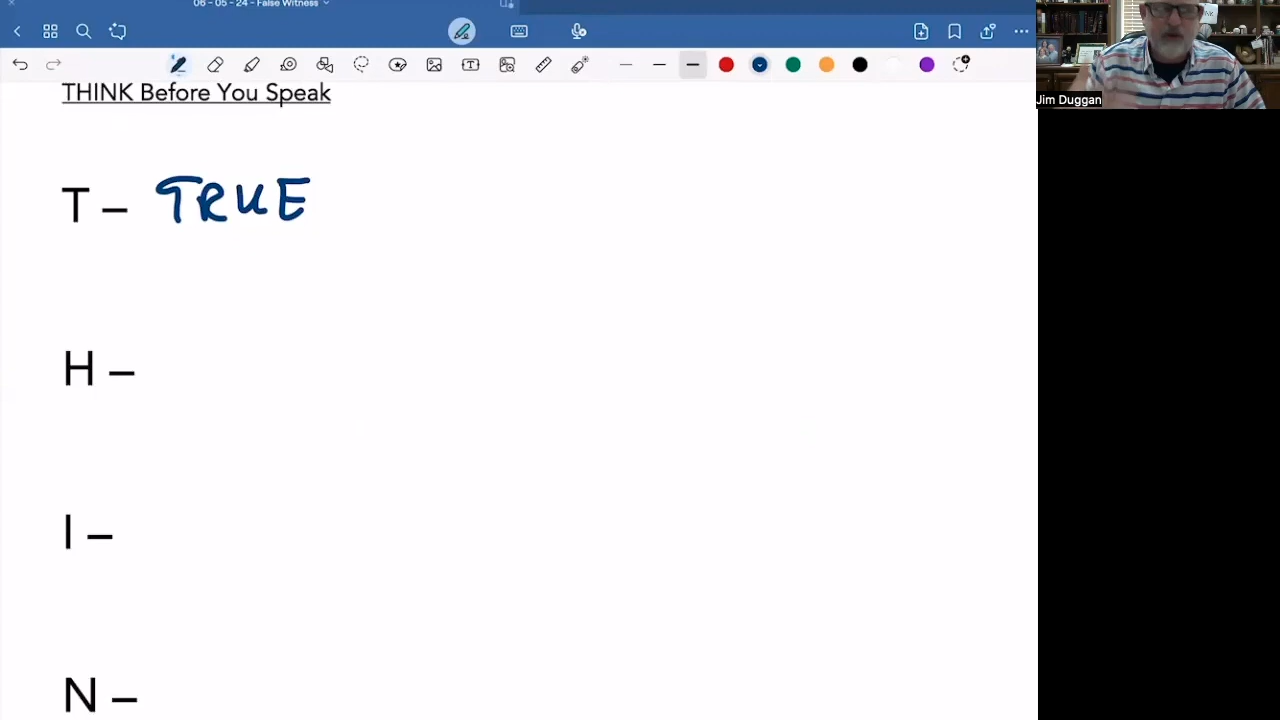 06 - 05 - 24 - False Witness
Jim Duggan
THINK Before You Speak
T – TRUE
H –
I –
N –